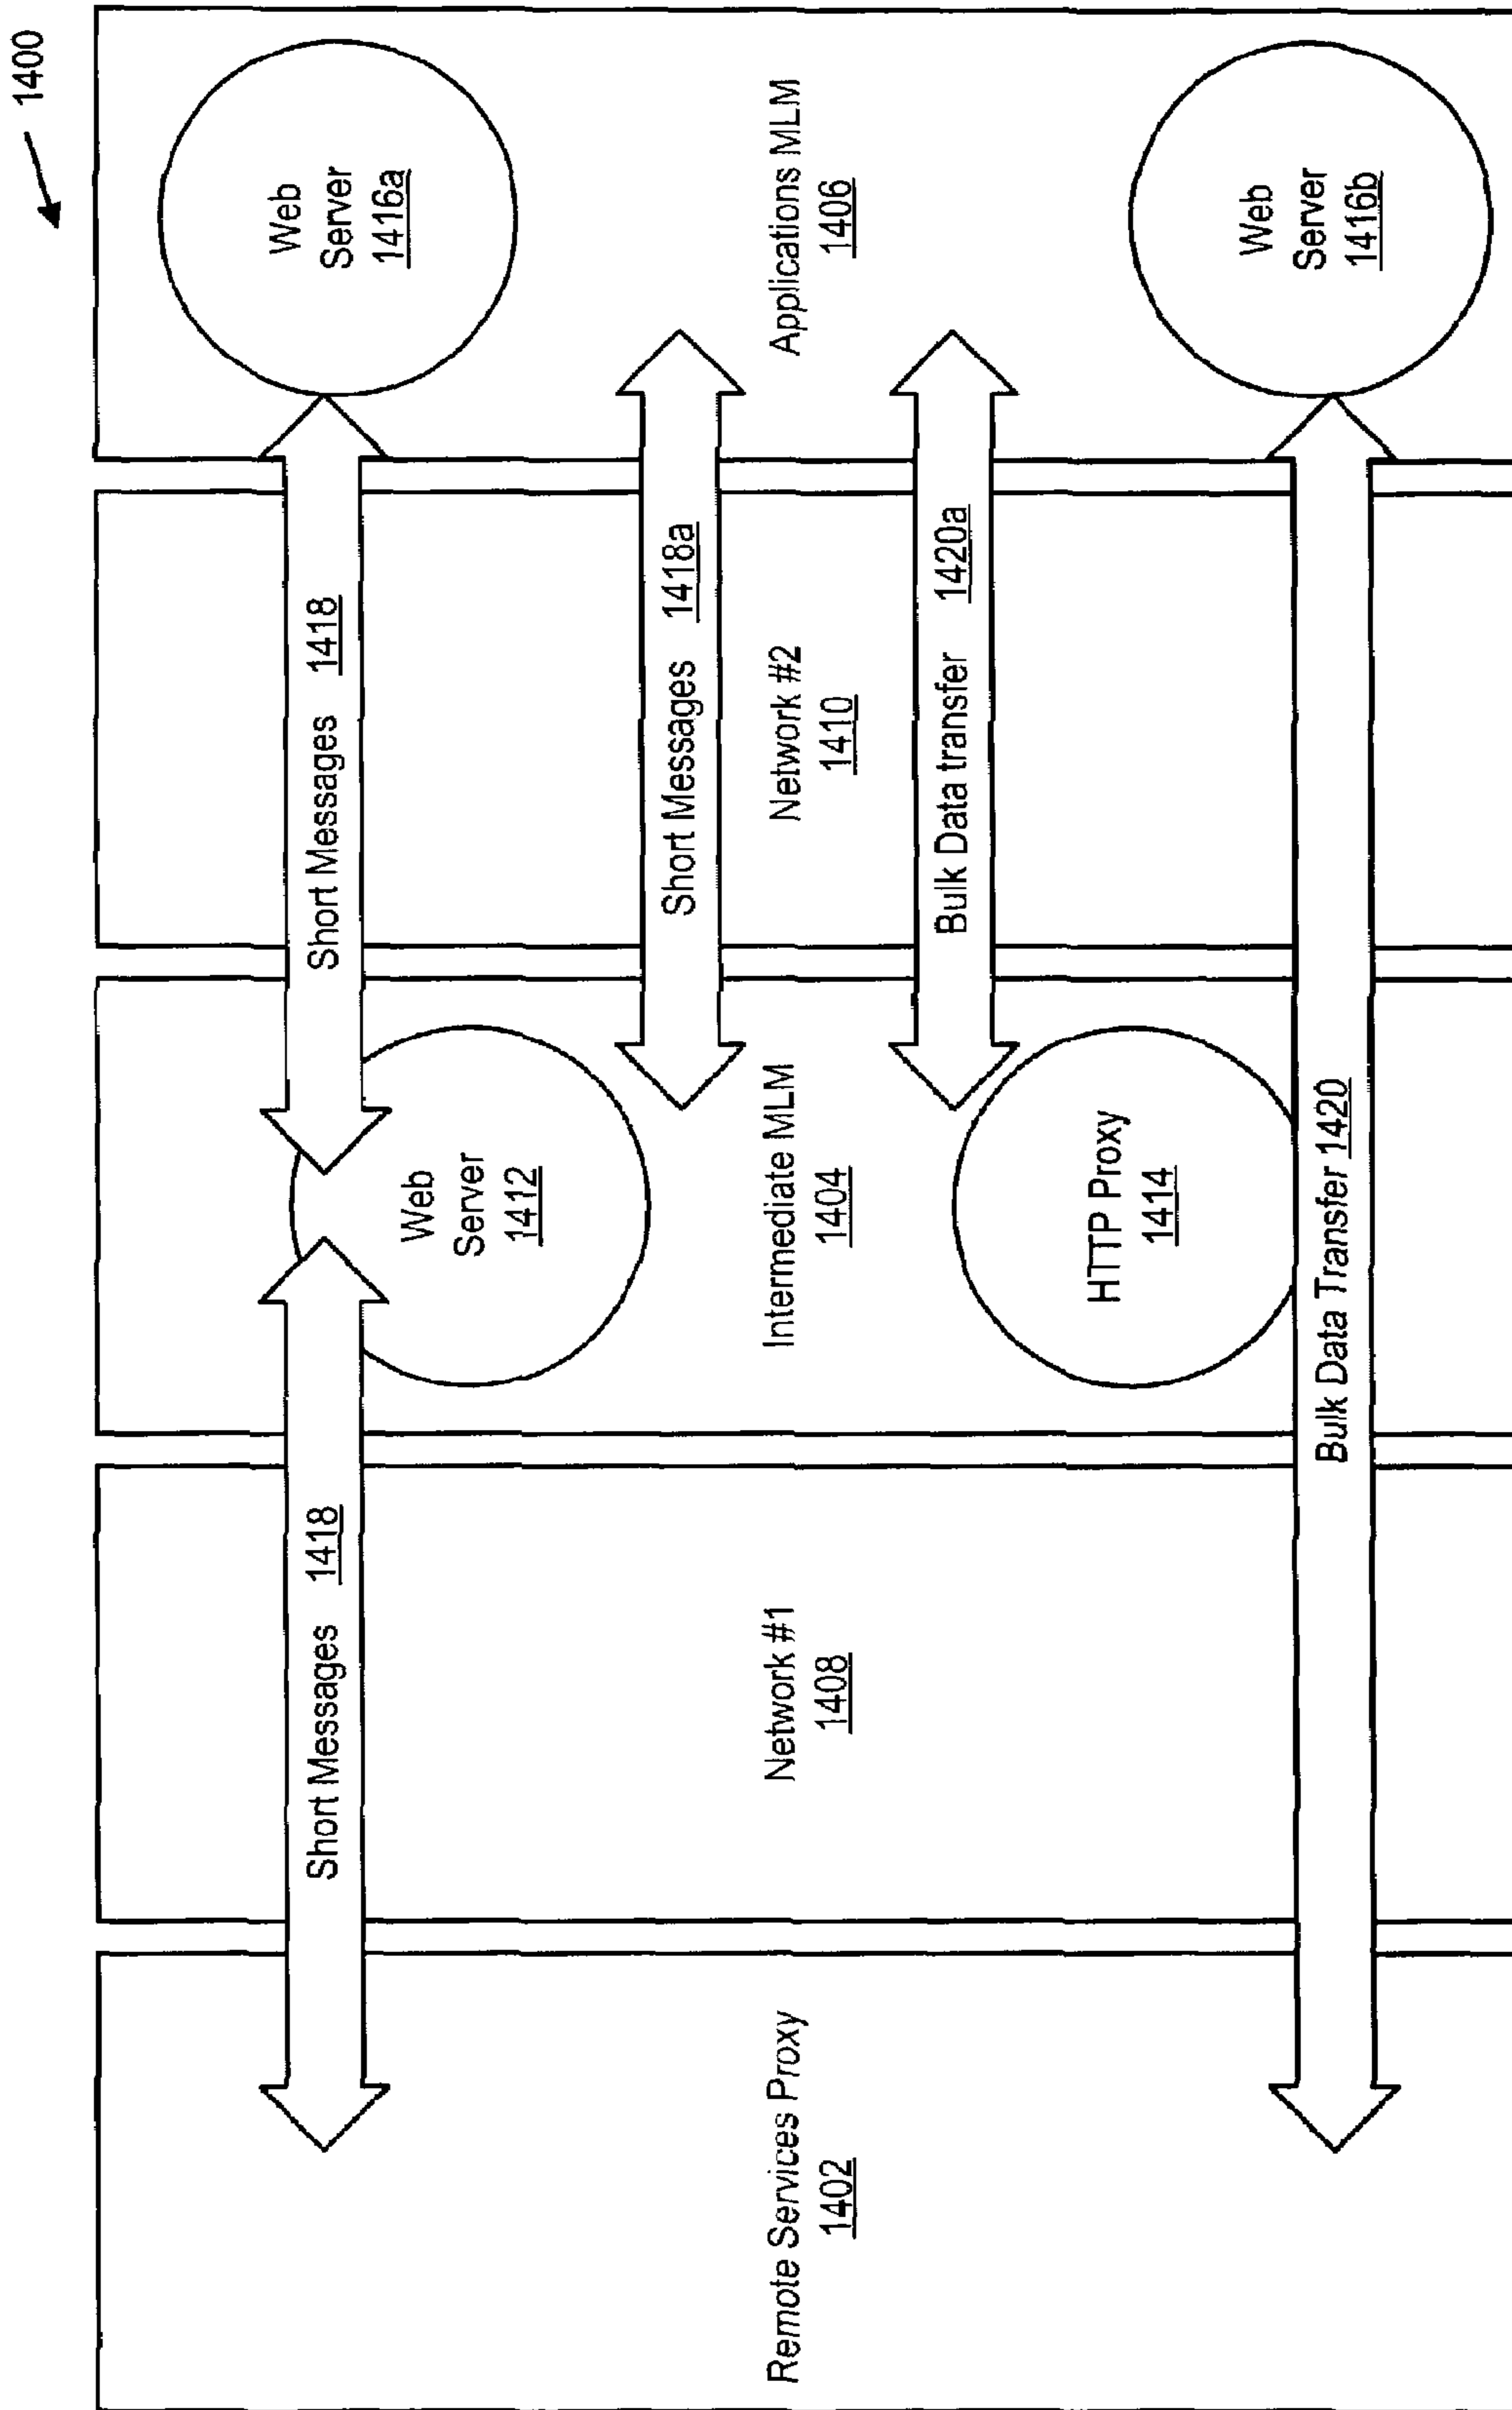 1400
Short Messages 1418
Short Messages 1418
Web
Server
1416a
Web
Server
1412
Short Messages 1418a
Remote Services Proxy
1402
Network #1
1408
Intermediate MLM
1404
Network #2
1410
Applications MLM
1406
Bulk Data transfer 1420a
HTTP Proxy
1414
Web
Server
1416b
Bulk Data Transfer 1420